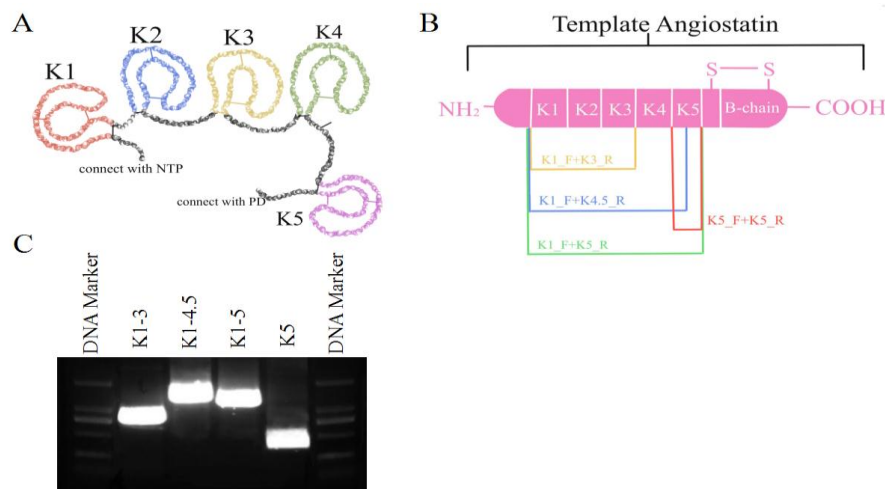 A
K1
K2
K3
K4
connect with NTP
connect with PD
K5
B
Template Angiostatin
S S
NH₂ K1 K2 K3 K4 K5 B-chain COOH
K1_F+K3_R
K1_F+K4.5_R
K5_F+K5_R
K1_F+K5_R
C
DNA Marker
K1-3
K1-4.5
K1-5
K5
DNA Marker